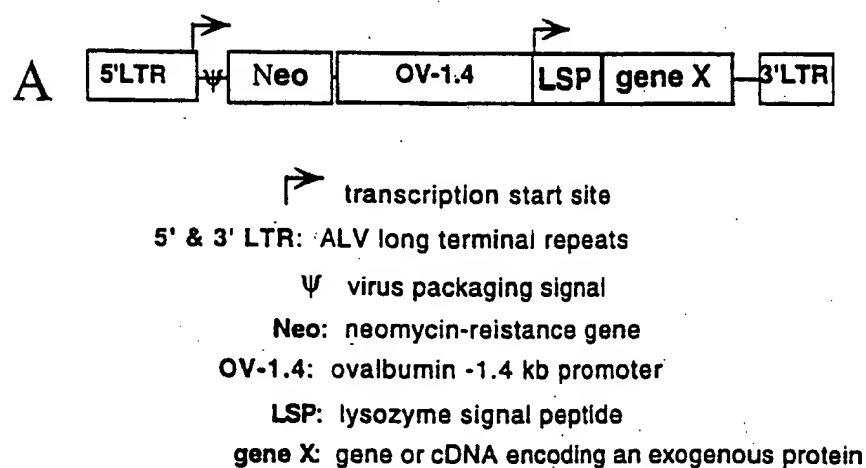 A 5'LTR ψ Neo OV-1.4 LSP gene X 3'LTR
transcription start site
5' & 3' LTR: ALV long terminal repeats
ψ virus packaging signal
Neo: neomycin-reistance gene
OV-1.4: ovalbumin -1.4 kb promoter
LSP: lysozyme signal peptide
gene X: gene or cDNA encoding an exogenous protein